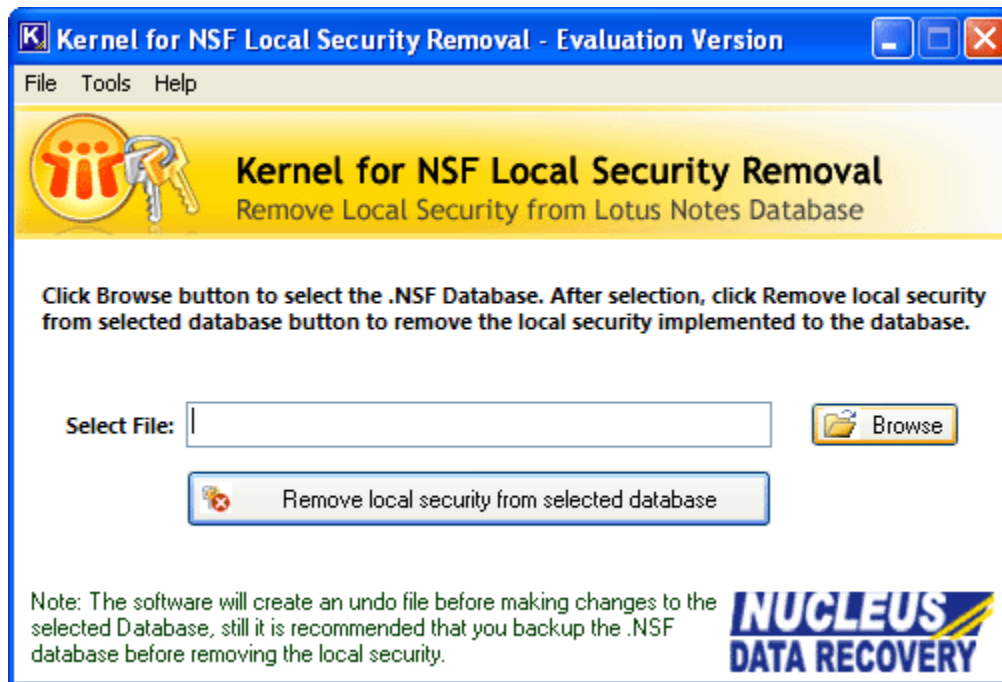 K Kernel for NSF Local Security Removal - Evaluation Version
File Tools Help
Kernel for NSF Local Security Removal
Remove Local Security from Lotus Notes Database
Click Browse button to select the .NSF Database. After selection, click Remove local security
from selected database button to remove the local security implemented to the database.
Select File:
Browse
Remove local security from selected database
Note: The software will create an undo file before making changes to the
selected Database, still it is recommended that you backup the .NSF
database before removing the local security.
NUCLEUS
DATA RECOVERY